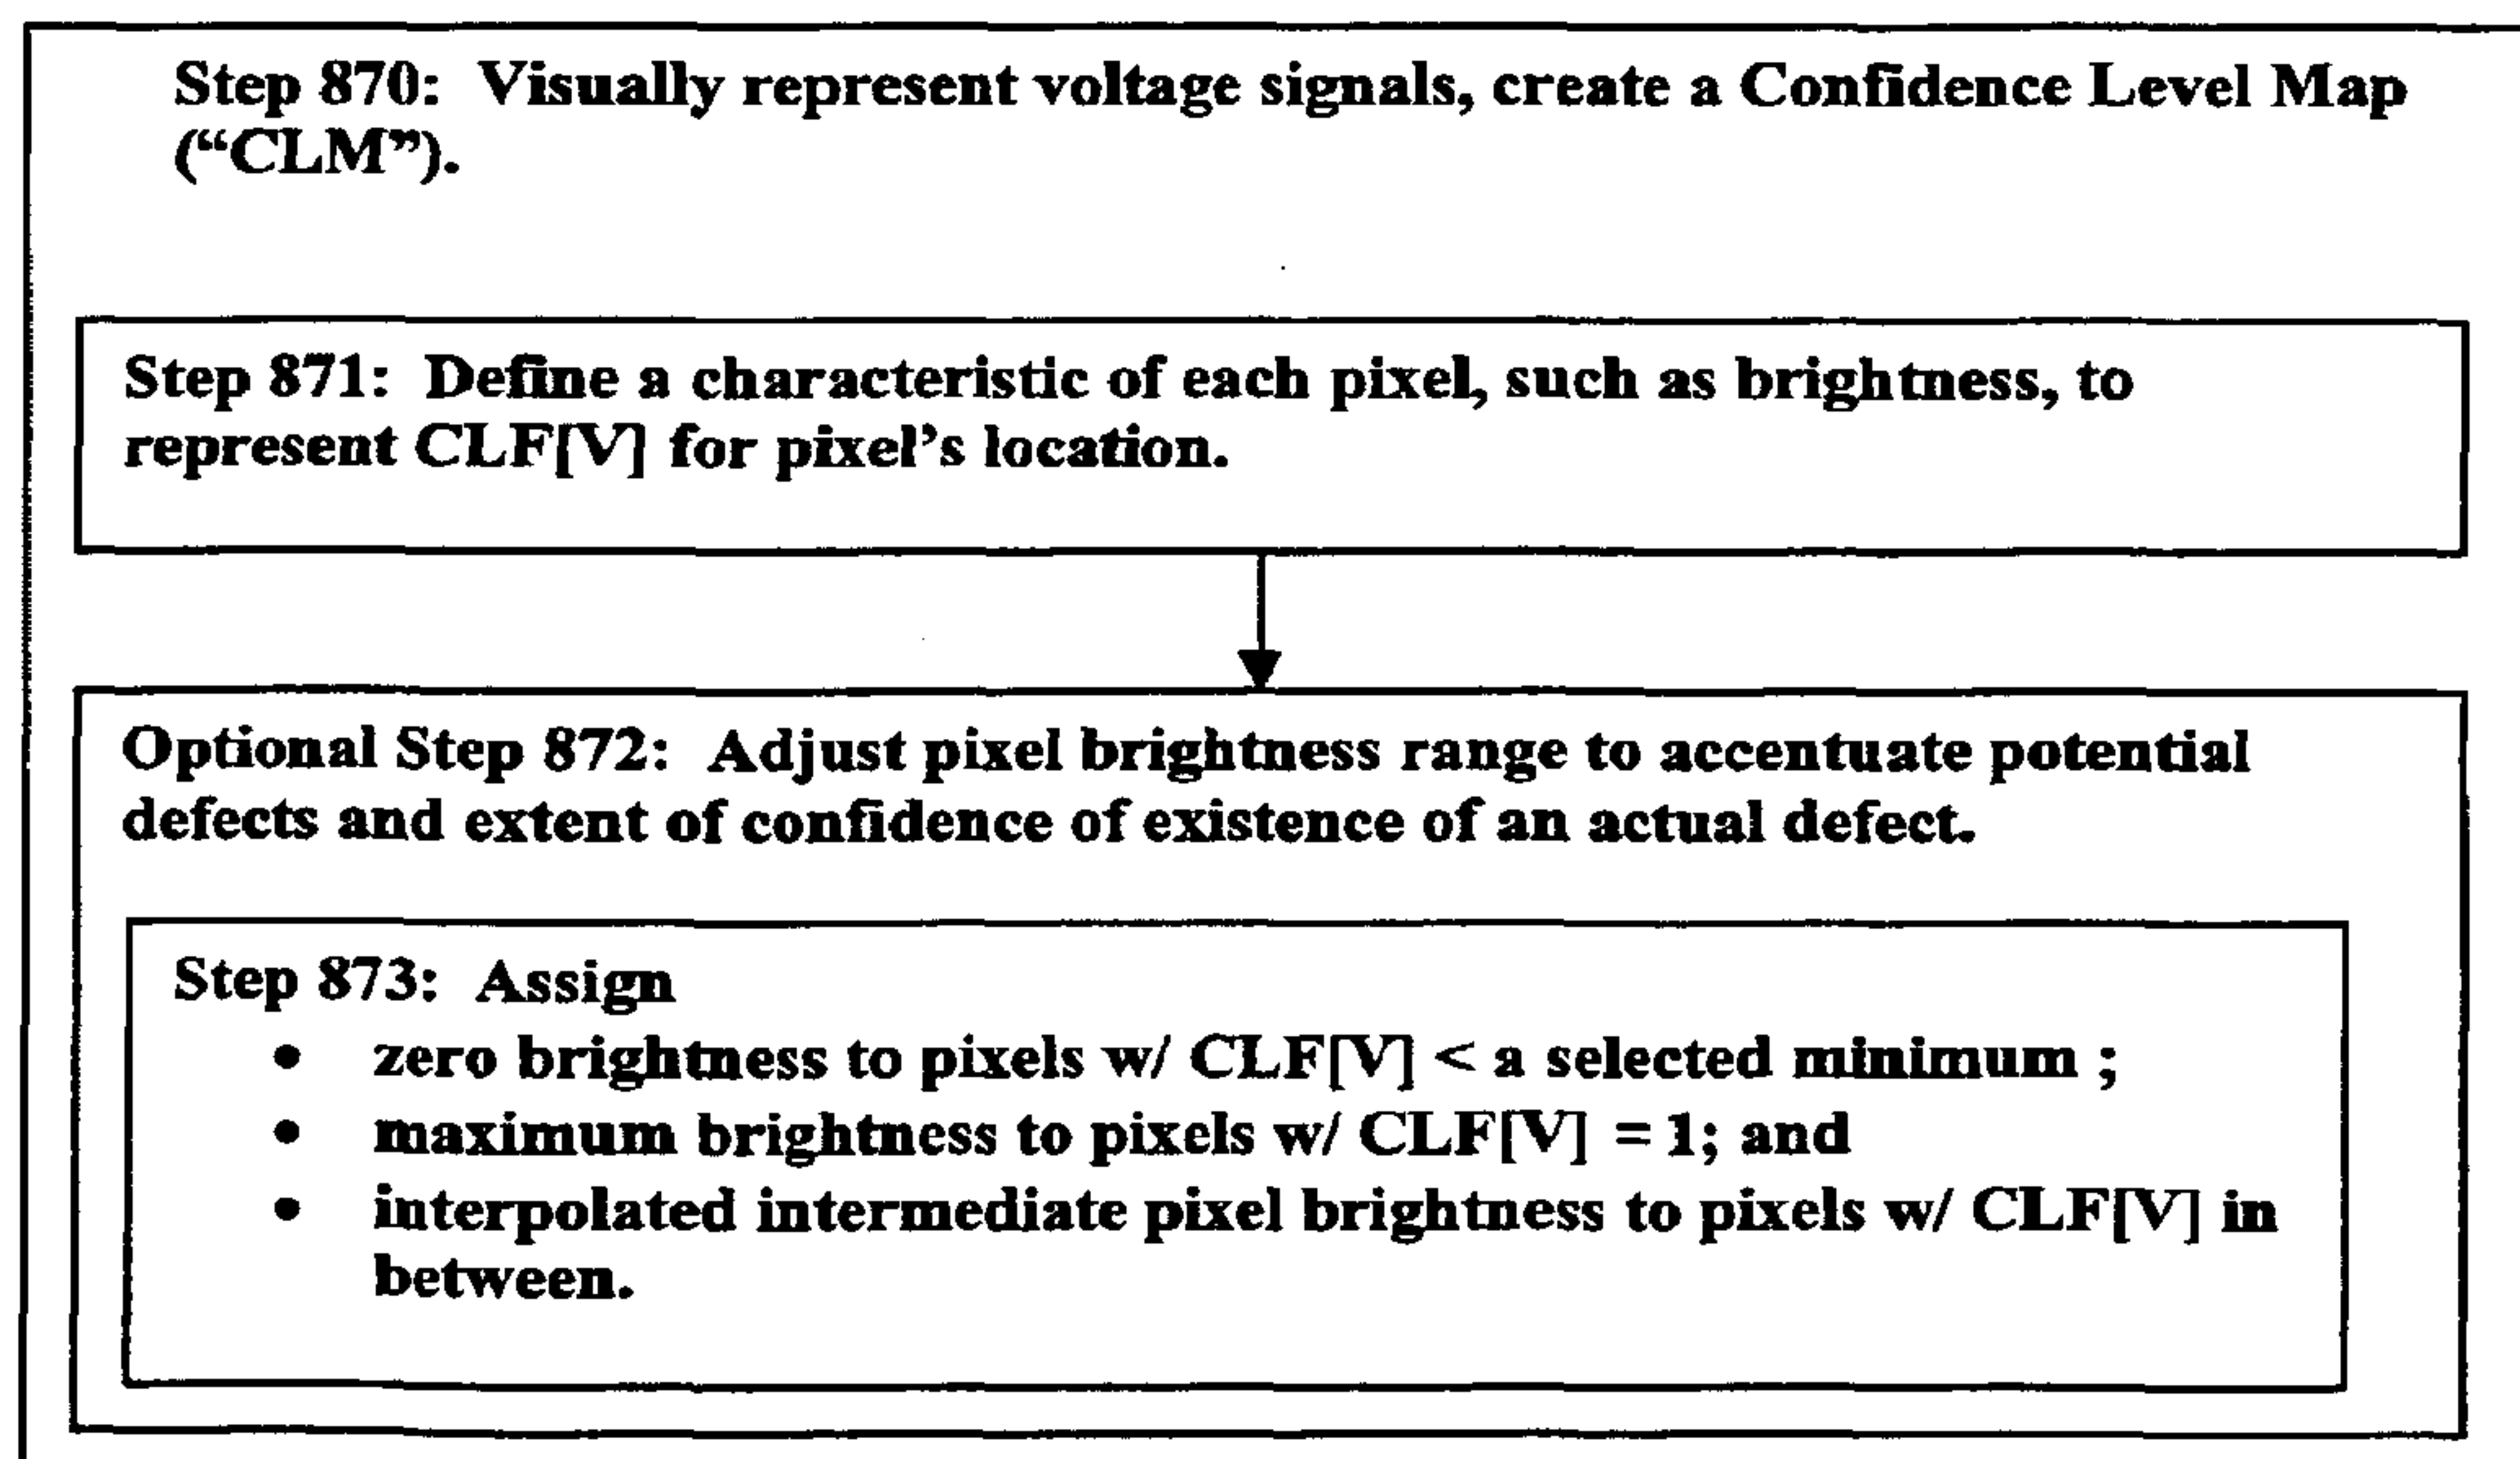 Step 870: Visually represent voltage signals, create a Confidence Level Map
(“CLM”).
Step 871: Define a characteristic of each pixel, such as brightness, to
represent CLF[V] for pixel’s location.
Optional Step 872: Adjust pixel brightness range to accentuate potential
defects and extent of confidence of existence of an actual defect.
Step 873: Assign
• zero brightness to pixels w/ CLF[V] < a selected minimum ;
• maximum brightness to pixels w/ CLF[V] = 1; and
• interpolated intermediate pixel brightness to pixels w/ CLF[V] in
between.